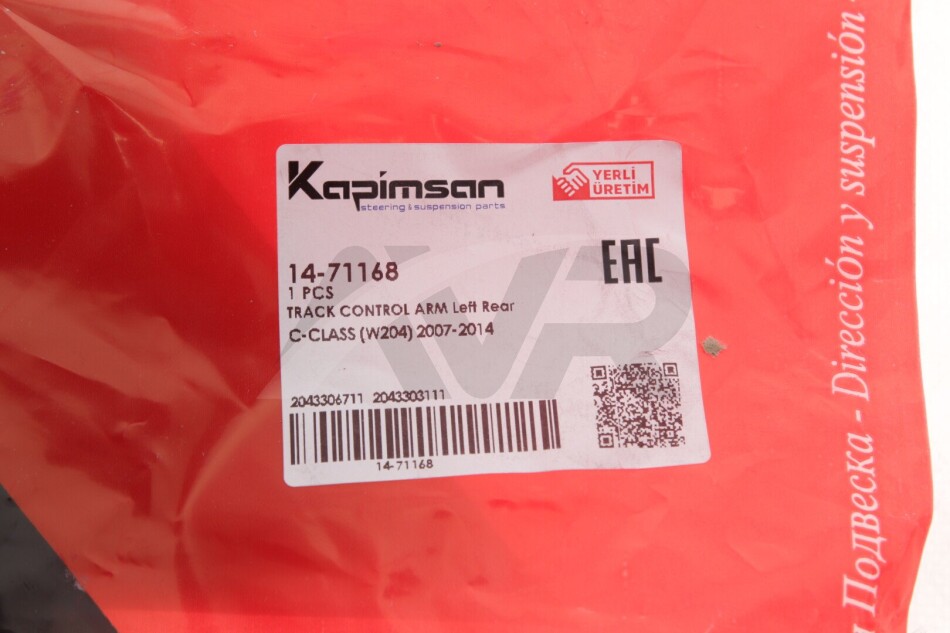 Kapimsan
steering & suspension parts
YERLİ
ÜRETİM
EAC
14-71168
1 PCS
TRACK CONTROL ARM Left Rear
C-CLASS (W204) 2007-2014
2043306711 2043303111
14-71168
AVP
Подвеска - Dirección y suspensión